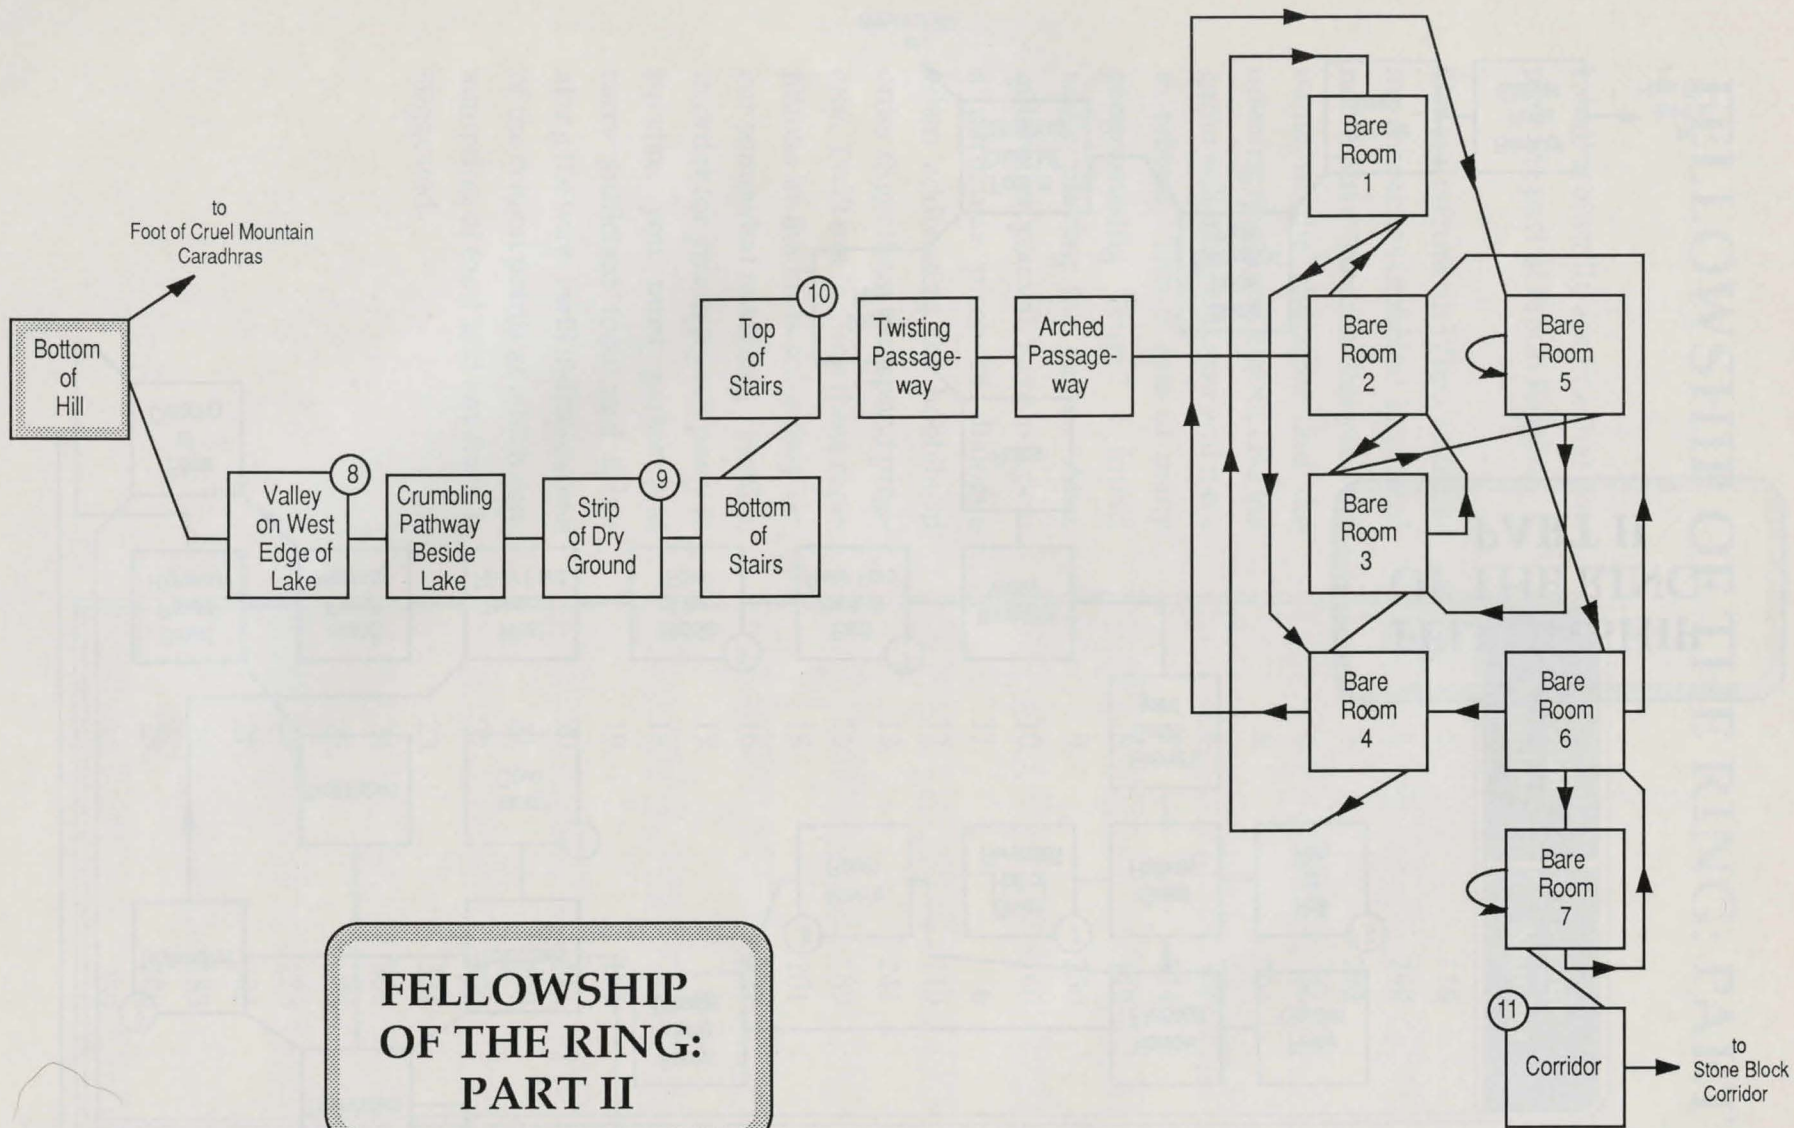 to
Foot of Cruel Mountain
Caradhras
Bottom
of
Hill
8
Valley
on West
Edge of
Lake
Crumbling
Pathway
Beside
Lake
9
Strip
of Dry
Ground
Bottom
of
Stairs
10
Top
of
Stairs
Twisting
Passage-
way
Arched
Passage-
way
Bare
Room
1
Bare
Room
2
Bare
Room
3
Bare
Room
4
Bare
Room
5
Bare
Room
6
Bare
Room
7
11
Corridor
to
Stone Block
Corridor
FELLOWSHIP
OF THE RING:
PART II